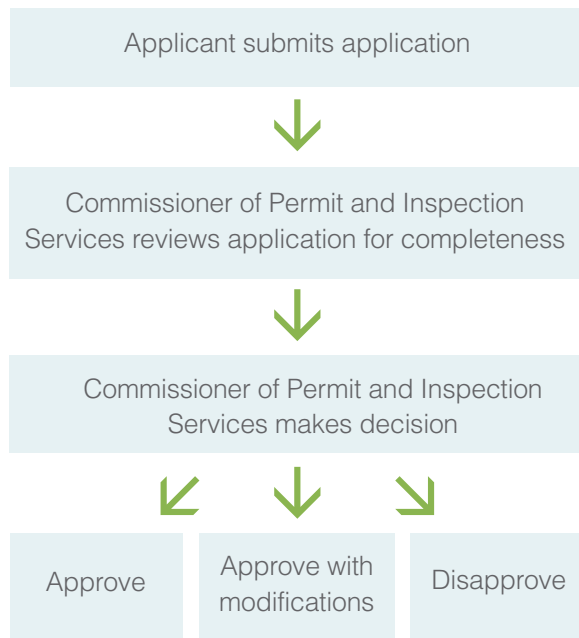 Applicant submits application
Commissioner of Permit and Inspection
Services reviews application for completeness
Commissioner of Permit and Inspection
Services makes decision
Approve
Approve with
modifications
Disapprove